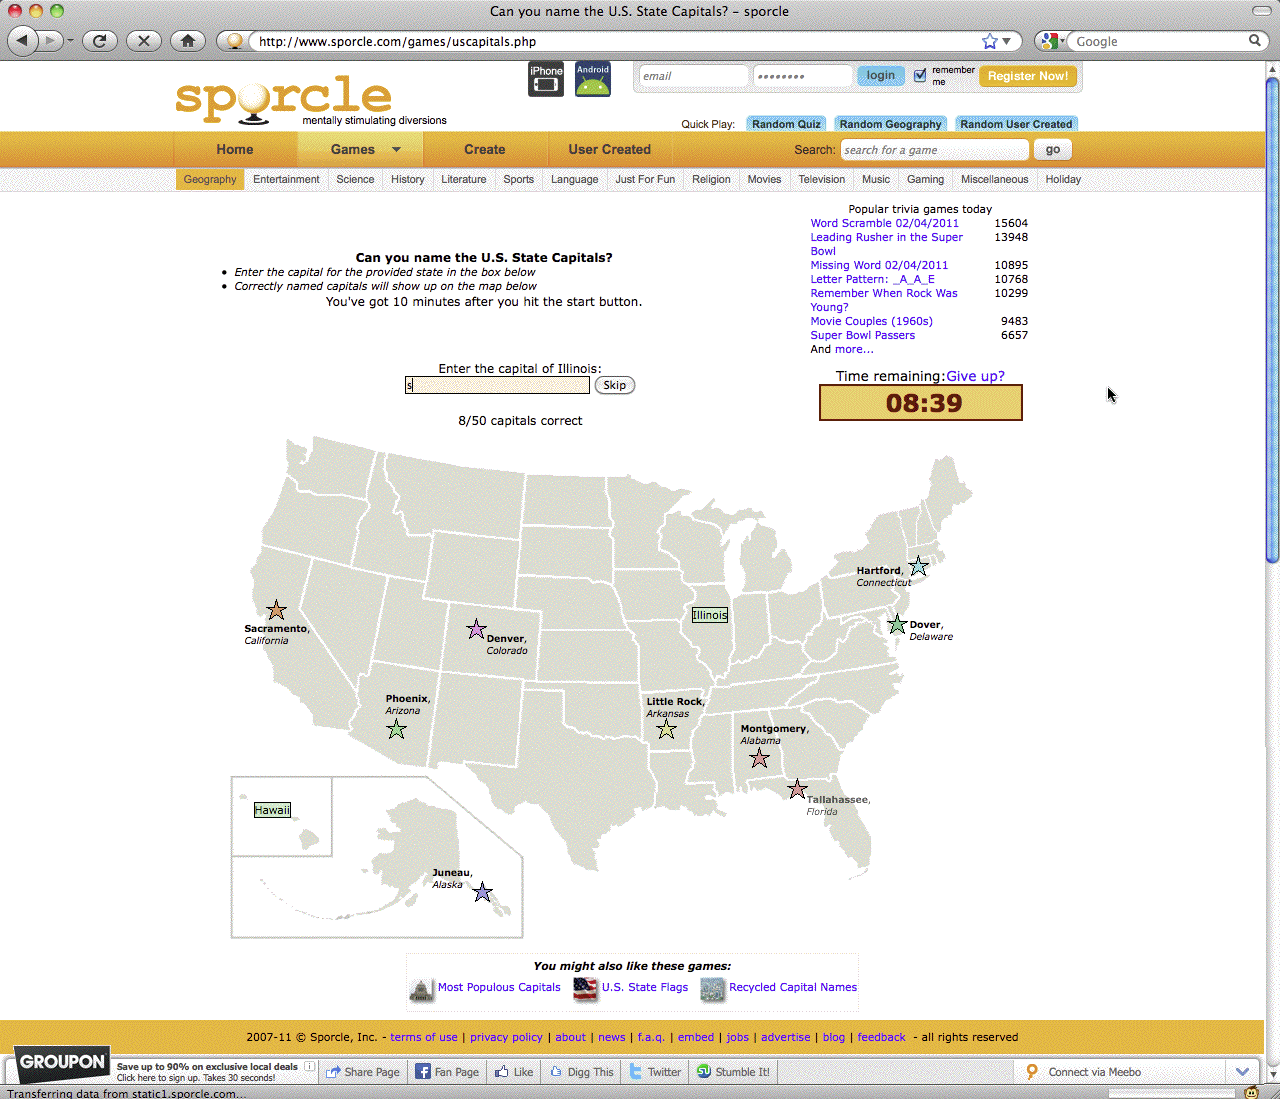 Can you name the U.S. State Capitals? – sporcle
http://www.sporcle.com/games/uscapitals.php
Google
sporcle
mentally stimulating diversions
iPhone
Android
email
••••••••
login
remember me
Register Now!
Quick Play: Random Quiz Random Geography Random User Created
Home Games Create User Created Search: search for a game go
Geography Entertainment Science History Literature Sports Language Just For Fun Religion Movies Television Music Gaming Miscellaneous Holiday
Popular trivia games today
Word Scramble 02/04/2011 15604
Leading Rusher in the Super 13948
Bowl
Missing Word 02/04/2011 10895
Letter Pattern: _A_A_E 10768
Remember When Rock Was 10299
Young?
Movie Couples (1960s) 9483
Super Bowl Passers 6657
And more...
Can you name the U.S. State Capitals?
• Enter the capital for the provided state in the box below
• Correctly named capitals will show up on the map below
You've got 10 minutes after you hit the start button.
Enter the capital of Illinois:
s
Skip
Time remaining:Give up?
08:39
8/50 capitals correct
Hartford,
Connecticut
Illinois
Dover,
Delaware
Sacramento,
California
Denver,
Colorado
Phoenix,
Arizona
Little Rock,
Arkansas
Montgomery,
Alabama
Tallahassee,
Florida
Hawaii
Juneau,
Alaska
You might also like these games:
Most Populous Capitals U.S. State Flags Recycled Capital Names
2007-11 © Sporcle, Inc. - terms of use | privacy policy | about | news | f.a.q. | embed | jobs | advertise | blog | feedback - all rights reserved
GROUPON
Save up to 90% on exclusive local deals
Click here to sign up. Takes 30 seconds!
Share Page Fan Page Like Digg This Twitter Stumble It! Connect via Meebo
Transferring data from static1.sporcle.com...